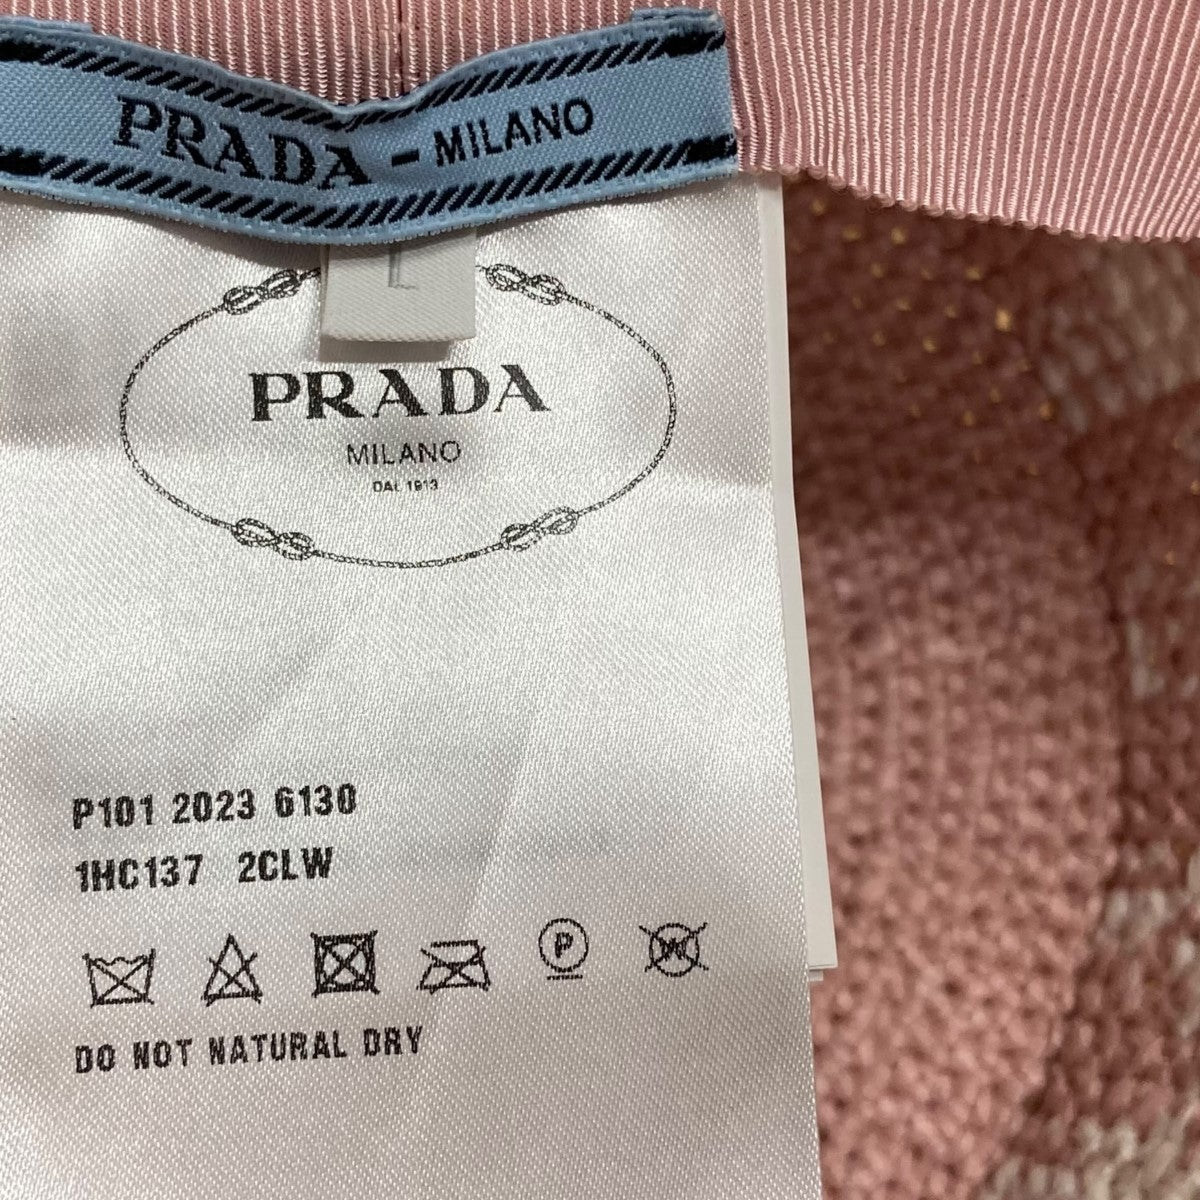 PRADA - MILANO
L
PRADA
MILANO
DAL 1913
P101 2023 6130
1HC137 2CLW
P
W
DO NOT NATURAL DRY